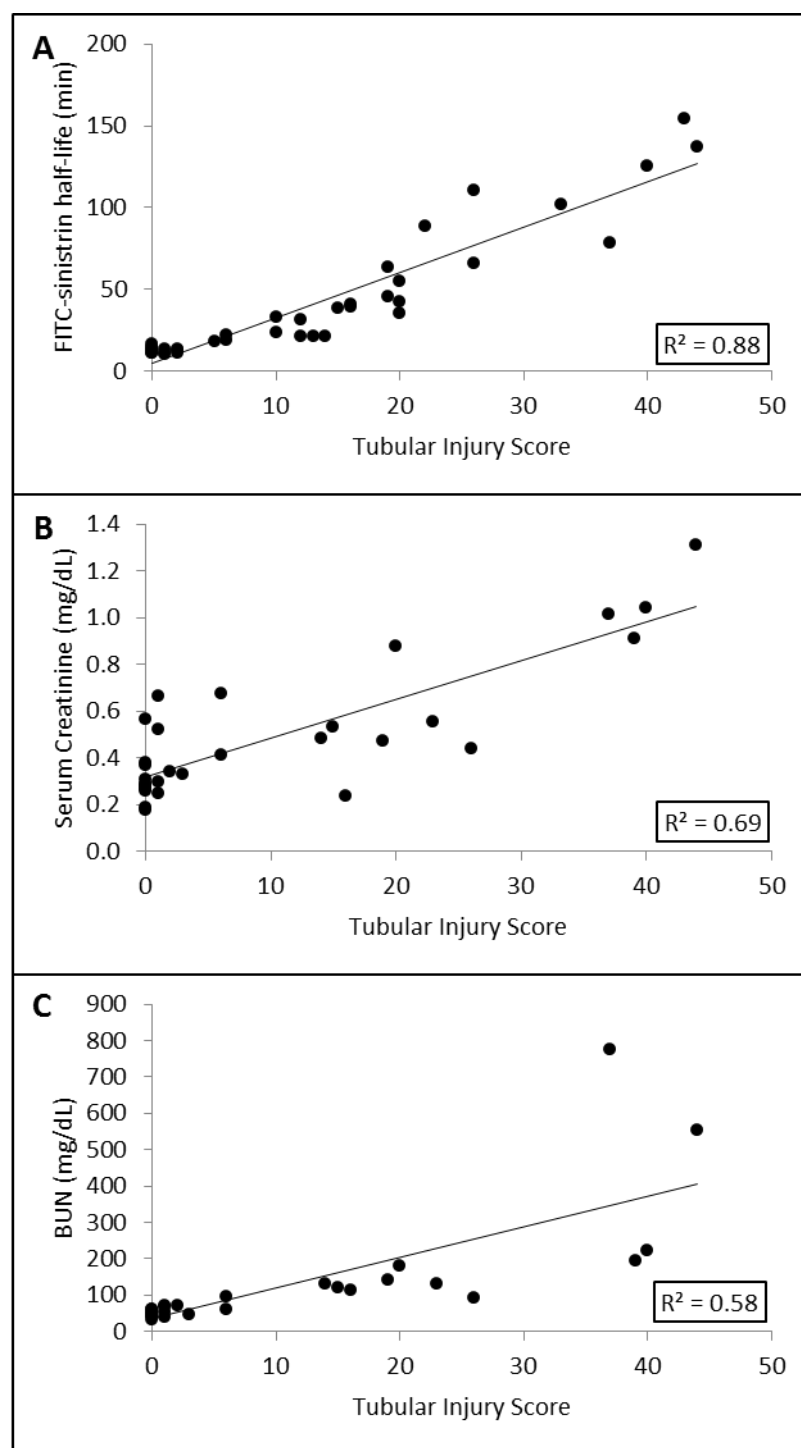 A
FITC-sinistrin half-life (min)
200
150
100
50
0
0 10 20 30 40 50
Tubular Injury Score
R² = 0.88
B
Serum Creatinine (mg/dL)
1.4
1.2
1.0
0.8
0.6
0.4
0.2
0.0
0 10 20 30 40 50
Tubular Injury Score
R² = 0.69
C
BUN (mg/dL)
900
800
700
600
500
400
300
200
100
0
0 10 20 30 40 50
Tubular Injury Score
R² = 0.58